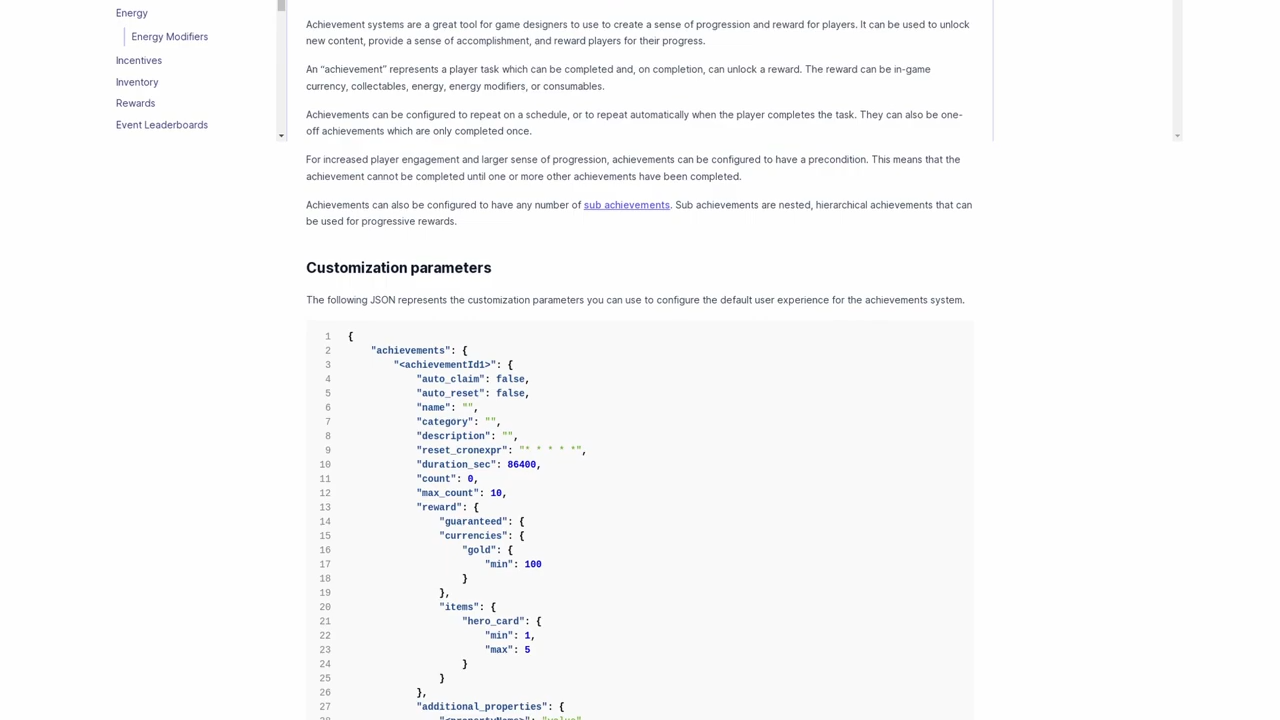 Energy
Energy Modifiers
Incentives
Inventory
Rewards
Event Leaderboards
Achievement systems are a great tool for game designers to use to create a sense of progression and reward for players. It can be used to unlock
new content, provide a sense of accomplishment, and reward players for their progress.
An “achievement” represents a player task which can be completed and, on completion, can unlock a reward. The reward can be in-game
currency, collectables, energy, energy modifiers, or consumables.
Achievements can be configured to repeat on a schedule, or to repeat automatically when the player completes the task. They can also be one-
off achievements which are only completed once.
For increased player engagement and larger sense of progression, achievements can be configured to have a precondition. This means that the
achievement cannot be completed until one or more other achievements have been completed.
Achievements can also be configured to have any number of sub achievements. Sub achievements are nested, hierarchical achievements that can
be used for progressive rewards.
Customization parameters
The following JSON represents the customization parameters you can use to configure the default user experience for the achievements system.
1 {
2 "achievements": {
3 "<achievementId1>": {
4 "auto_claim": false,
5 "auto_reset": false,
6 "name": "",
7 "category": "",
8 "description": "",
9 "reset_cronexpr": "* * * * *",
10 "duration_sec": 86400,
11 "count": 0,
12 "max_count": 10,
13 "reward": {
14 "guaranteed": {
15 "currencies": {
16 "gold": {
17 "min": 100
18 }
19 },
20 "items": {
21 "hero_card": {
22 "min": 1,
23 "max": 5
24 }
25 }
26 },
27 "additional_properties": {
28 "<propertyName>": "value"